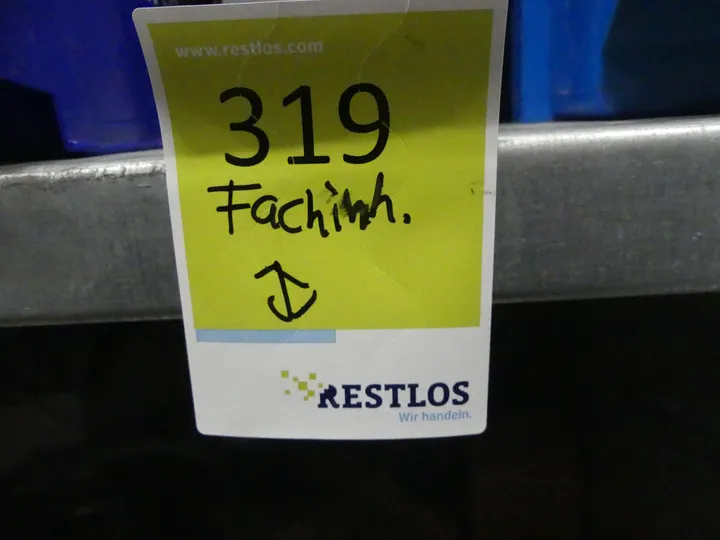 www.restlos.com
319
Fachinh.
RESTLOS
Wir handeln.